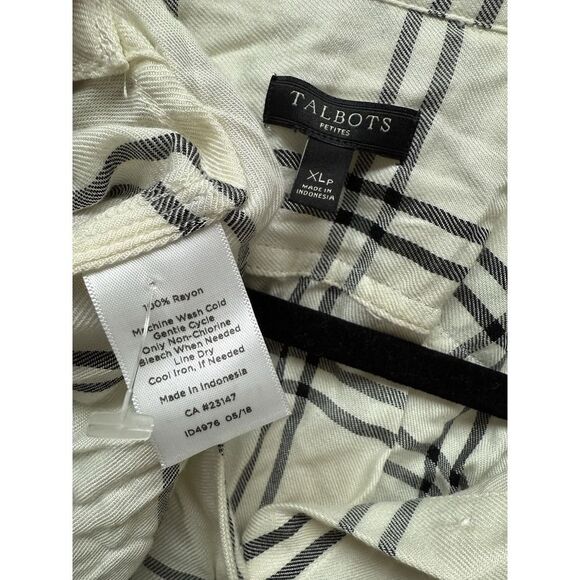 TALBOTS
PETITES
XLP
MADE IN
INDONESIA
100% Rayon
Machine Wash Cold
Gentle Cycle
Only Non-Chlorine
Bleach When Needed
Line Dry
Cool Iron, If Needed
Made in Indonesia
CA #23147
ID4976 05/18